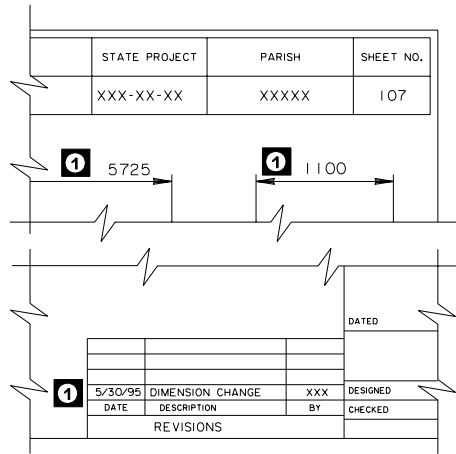 STATE PROJECT PARISH SHEET NO.
XXX-XX-XX XXXXX 107
1 5725 1 1100
DATED
1 5/30/95 DIMENSION CHANGE XXX DESIGNED
DATE DESCRIPTION BY CHECKED
REVISIONS